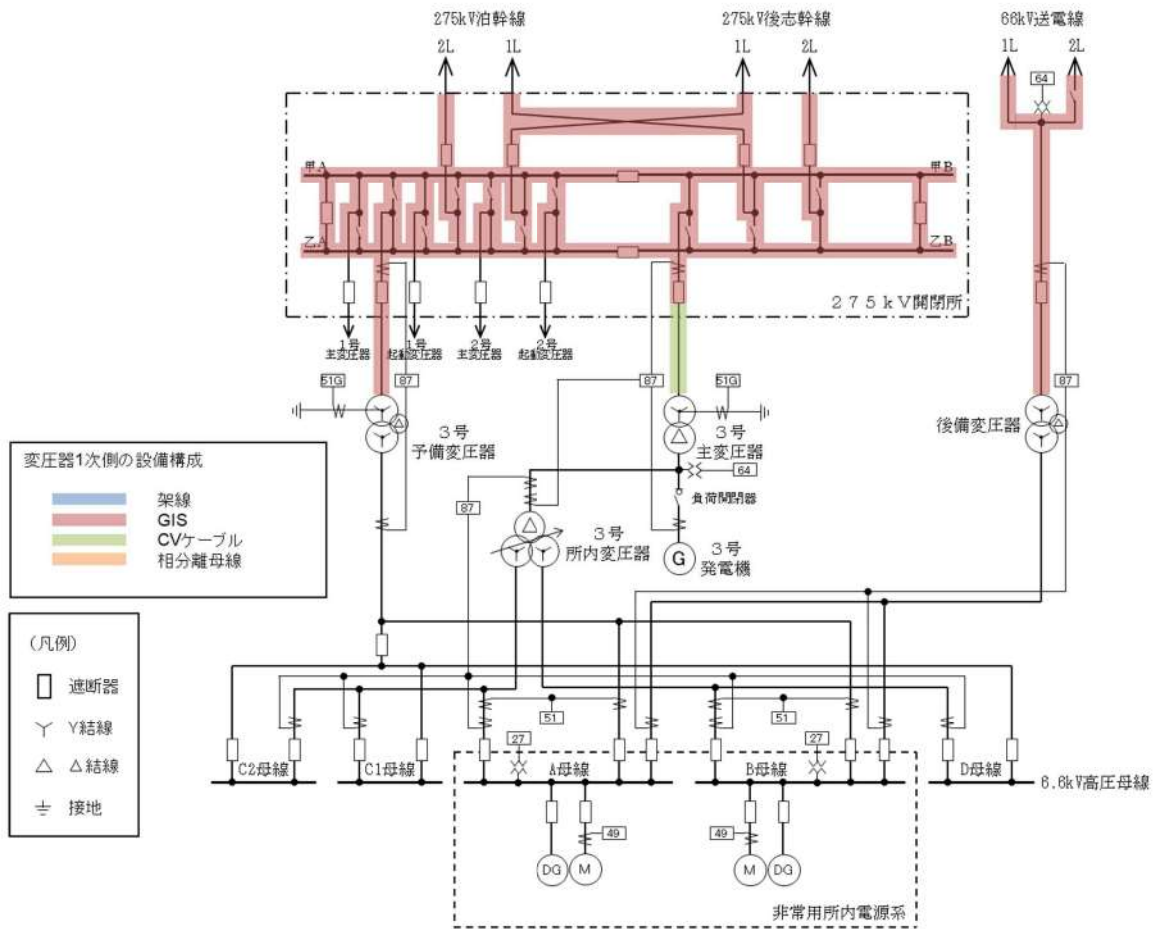 275kV泊幹線
275kV後志幹線
66kV送電線
2L
1L
1L
2L
1L
2L
64
甲A
甲B
乙A
乙B
275kV開閉所
1号
主変圧器
1号
起動変圧器
2号
主変圧器
2号
起動変圧器
51G
87
87
51G
87
3号
予備変圧器
3号
主変圧器
後備変圧器
64
負荷開閉器
87
3号
所内変圧器
G
3号
発電機
変圧器1次側の設備構成
架線
GIS
CVケーブル
相分離母線
(凡例)
遮断器
Y結線
△結線
接地
51
51
27
27
C2母線
C1母線
A母線
B母線
D母線
6.6kV高圧母線
49
49
DG
M
M
DG
非常用所内電源系